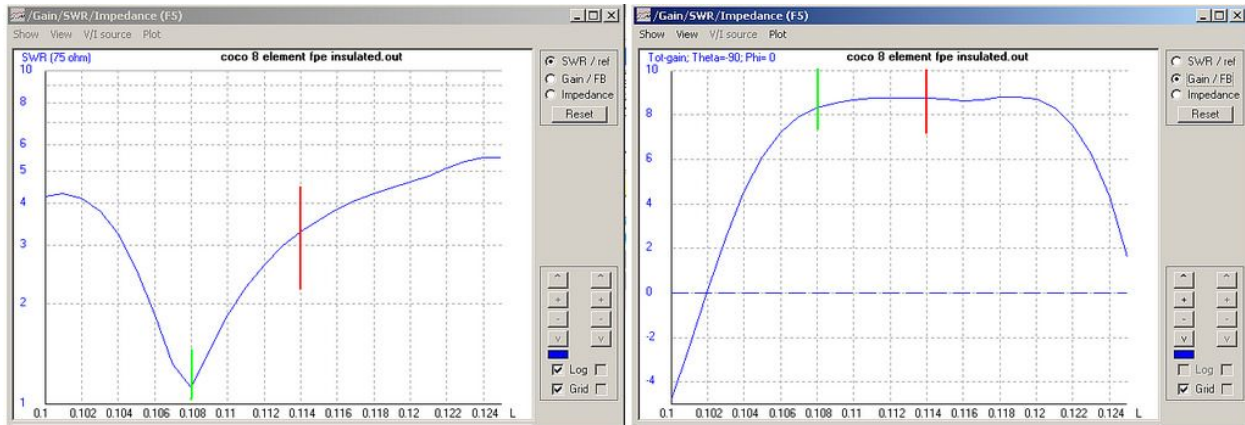 /Gain/SWR/Impedance (F5)
Show View V/I source Plot
SWR (75 ohm)
coco 8 element fpe insulated.out
10
9
8
7
6
5
4
3
2
1
0.1 0.102 0.104 0.106 0.108 0.11 0.112 0.114 0.116 0.118 0.12 0.122 0.124 L
SWR / ref
Gain / FB
Impedance
Reset
^ ^
+ +
- -
v v
Log
Grid
/Gain/SWR/Impedance (F5)
Show View V/I source Plot
Tot-gain; Theta=-90; Phi= 0
coco 8 element fpe insulated.out
10
8
6
4
2
0
-2
-4
0.1 0.102 0.104 0.106 0.108 0.11 0.112 0.114 0.116 0.118 0.12 0.122 0.124 L
SWR / ref
Gain / FB
Impedance
Reset
^ ^
+ +
- -
v v
Log
Grid